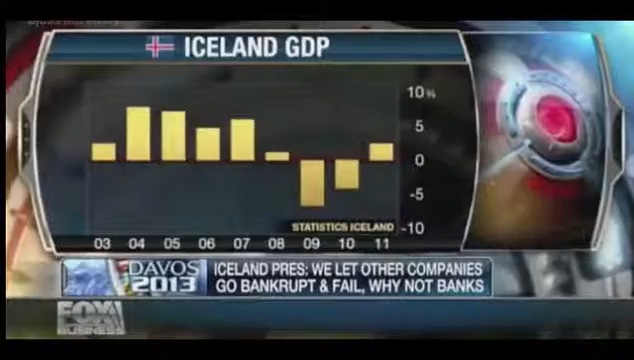 ICELAND GDP
10%
5
0
-5
-10
STATISTICS ICELAND
03 04 05 06 07 08 09 10 11
DAVOS
2013
ICELAND PRES: WE LET OTHER COMPANIES
GO BANKRUPT & FAIL, WHY NOT BANKS
FOX
BUSINESS